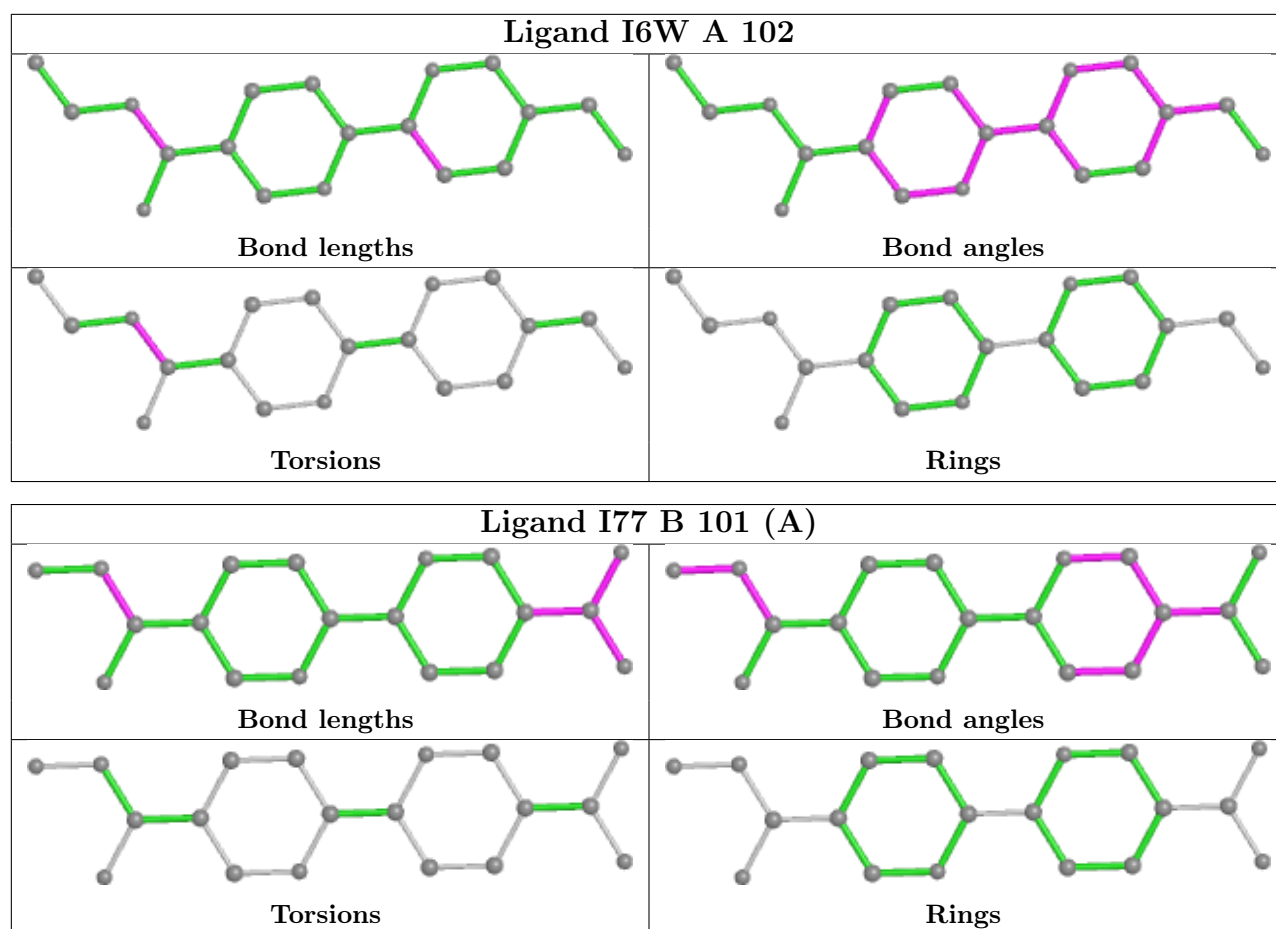 Ligand I6W A 102
Bond lengths
Bond angles
Torsions
Rings
Ligand I77 B 101 (A)
Bond lengths
Bond angles
Torsions
Rings